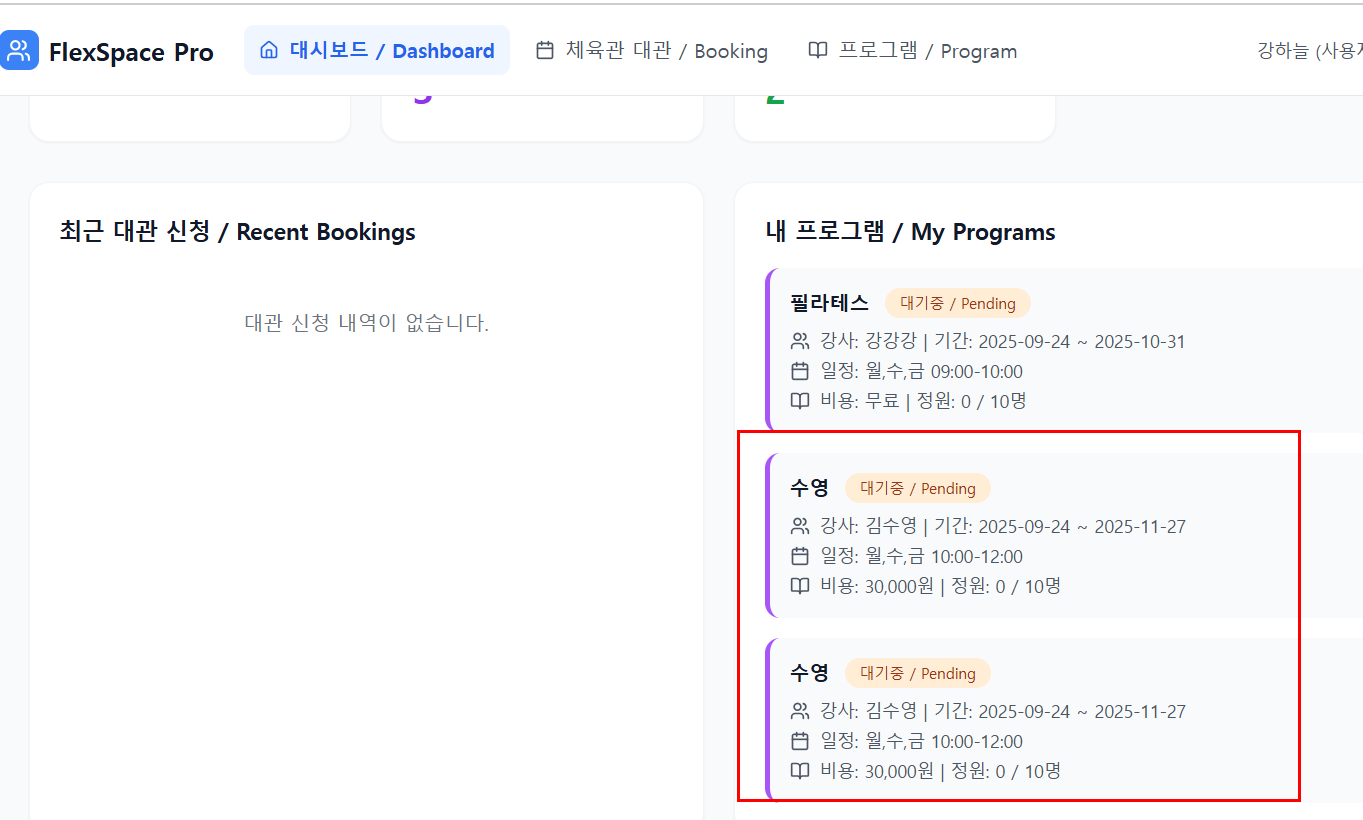 FlexSpace Pro
대시보드 / Dashboard
체육관 대관 / Booking
프로그램 / Program
강하늘 (사용자
최근 대관 신청 / Recent Bookings
대관 신청 내역이 없습니다.
내 프로그램 / My Programs
필라테스 대기중 / Pending
강사: 강강강 | 기간: 2025-09-24 ~ 2025-10-31
일정: 월,수,금 09:00-10:00
비용: 무료 | 정원: 0 / 10명
수영 대기중 / Pending
강사: 김수영 | 기간: 2025-09-24 ~ 2025-11-27
일정: 월,수,금 10:00-12:00
비용: 30,000원 | 정원: 0 / 10명
수영 대기중 / Pending
강사: 김수영 | 기간: 2025-09-24 ~ 2025-11-27
일정: 월,수,금 10:00-12:00
비용: 30,000원 | 정원: 0 / 10명